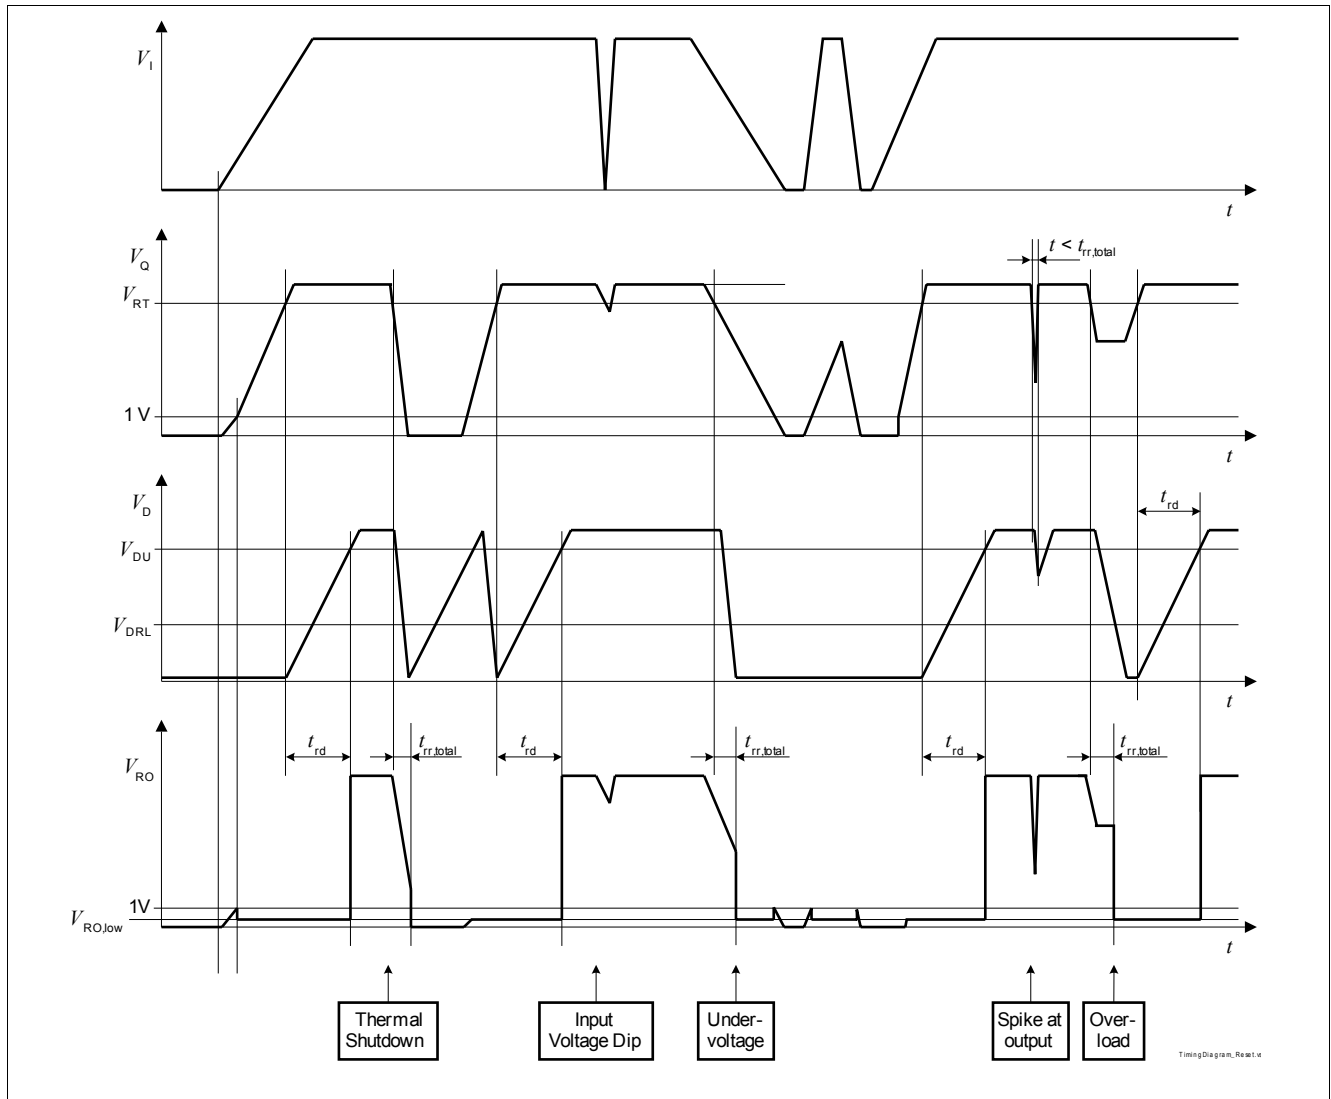 V_I
t
V_Q
t < t_rr,total
V_RT
1 V
t
V_D
t_rd
V_DU
V_DRL
t
t_rd
t_rr,total
t_rd
t_rr,total
t_rd
t_rr,total
V_RO
1V
V_RO,low
t
Thermal
Shutdown
Input
Voltage Dip
Under-
voltage
Spike at
output
Over-
load
TimingDiagram_Reset.vs